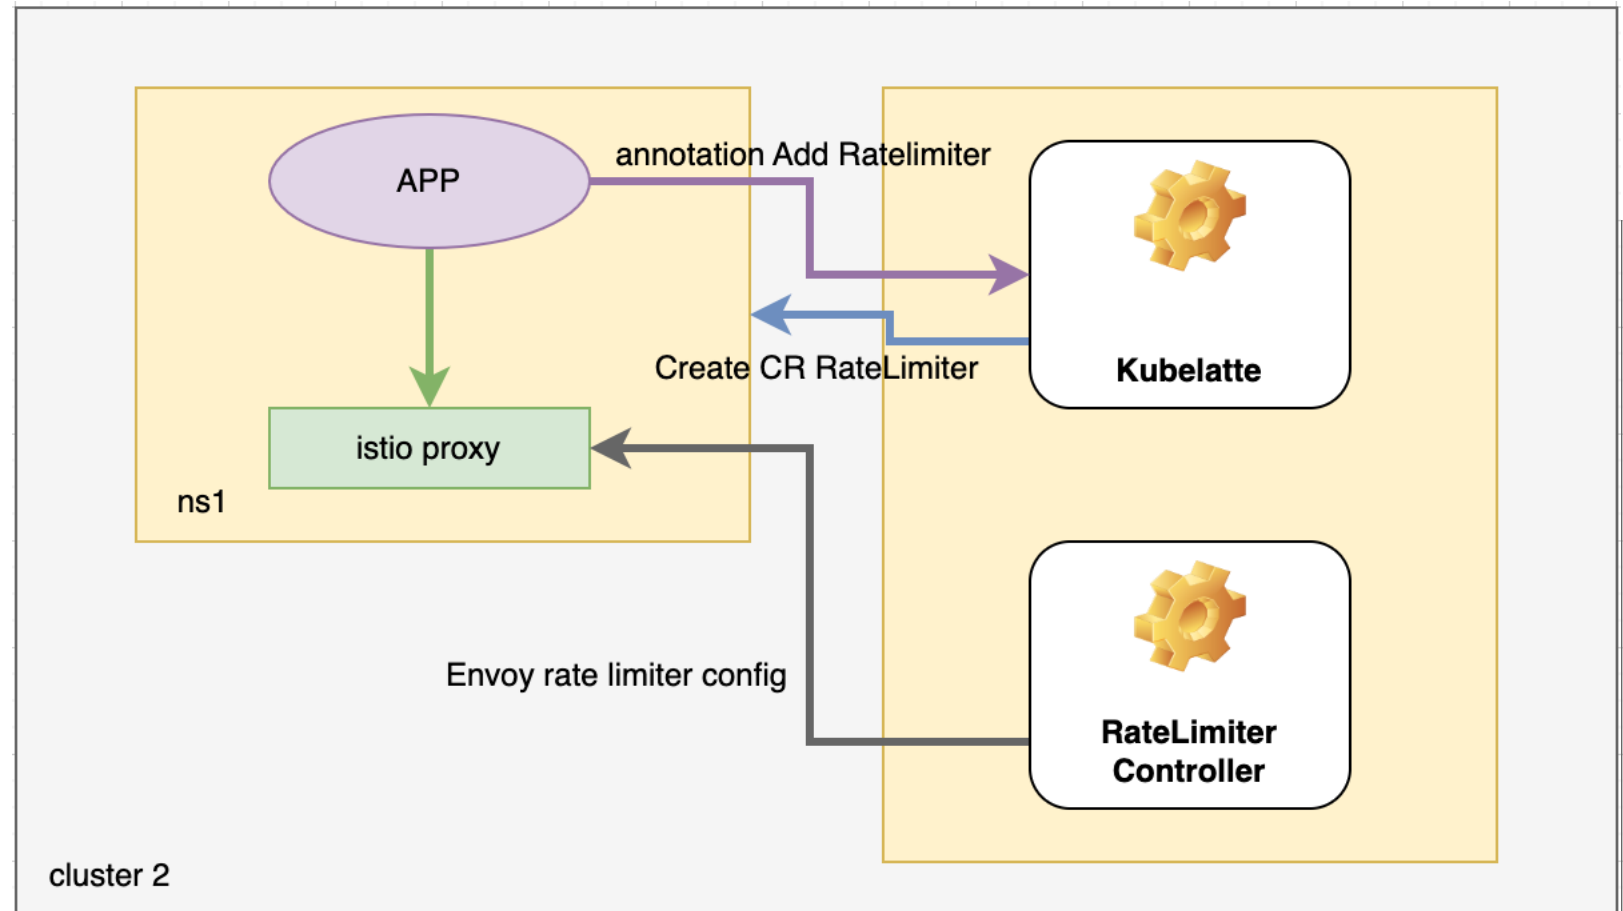 annotation Add Ratelimiter
APP
Create CR RateLimiter
Kubelatte
istio proxy
ns1
Envoy rate limiter config
RateLimiter
Controller
cluster 2